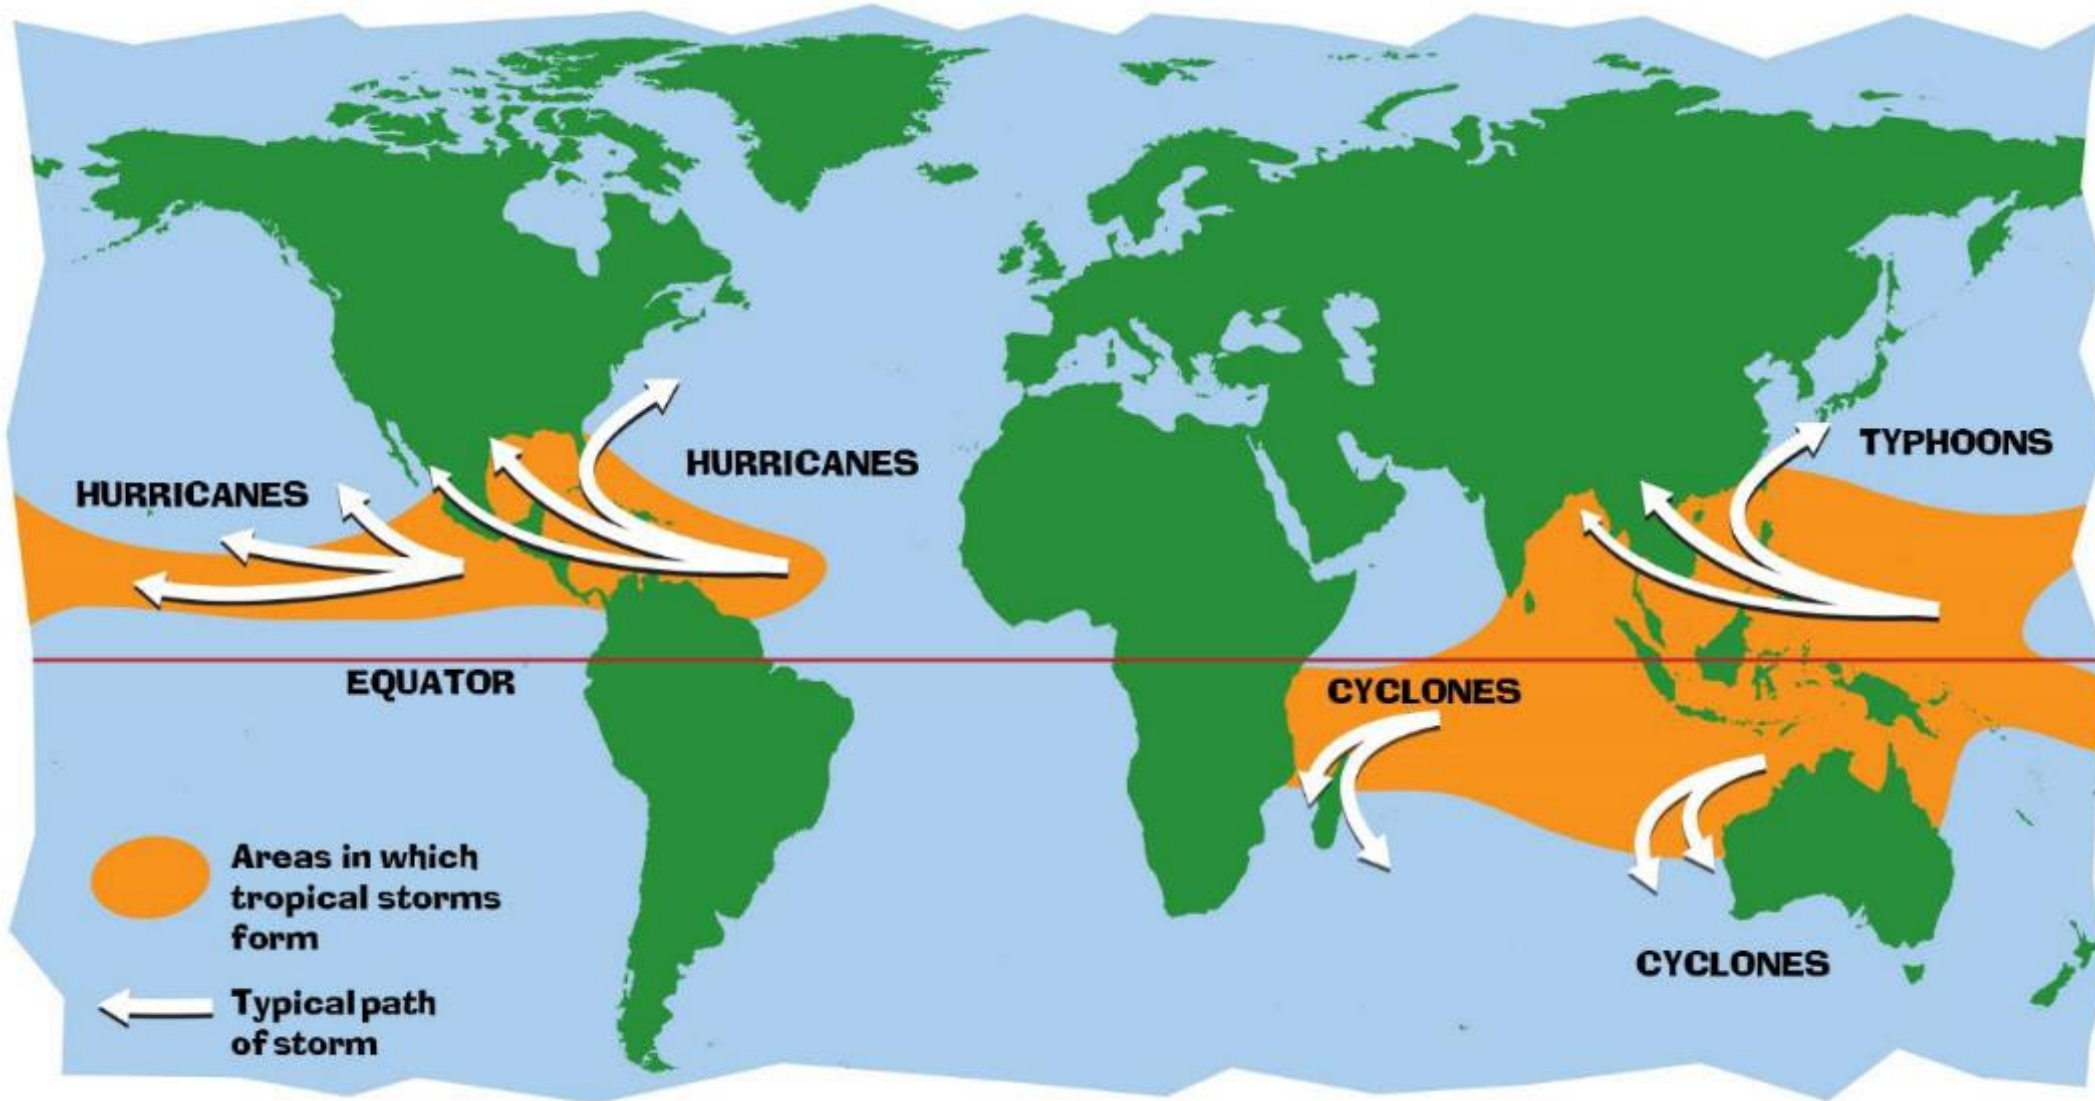 HURRICANES
TYPHOONS
HURRICANES
EQUATOR
CYCLONES
Areas in which
tropical storms
form
CYCLONES
Typical path
of storm